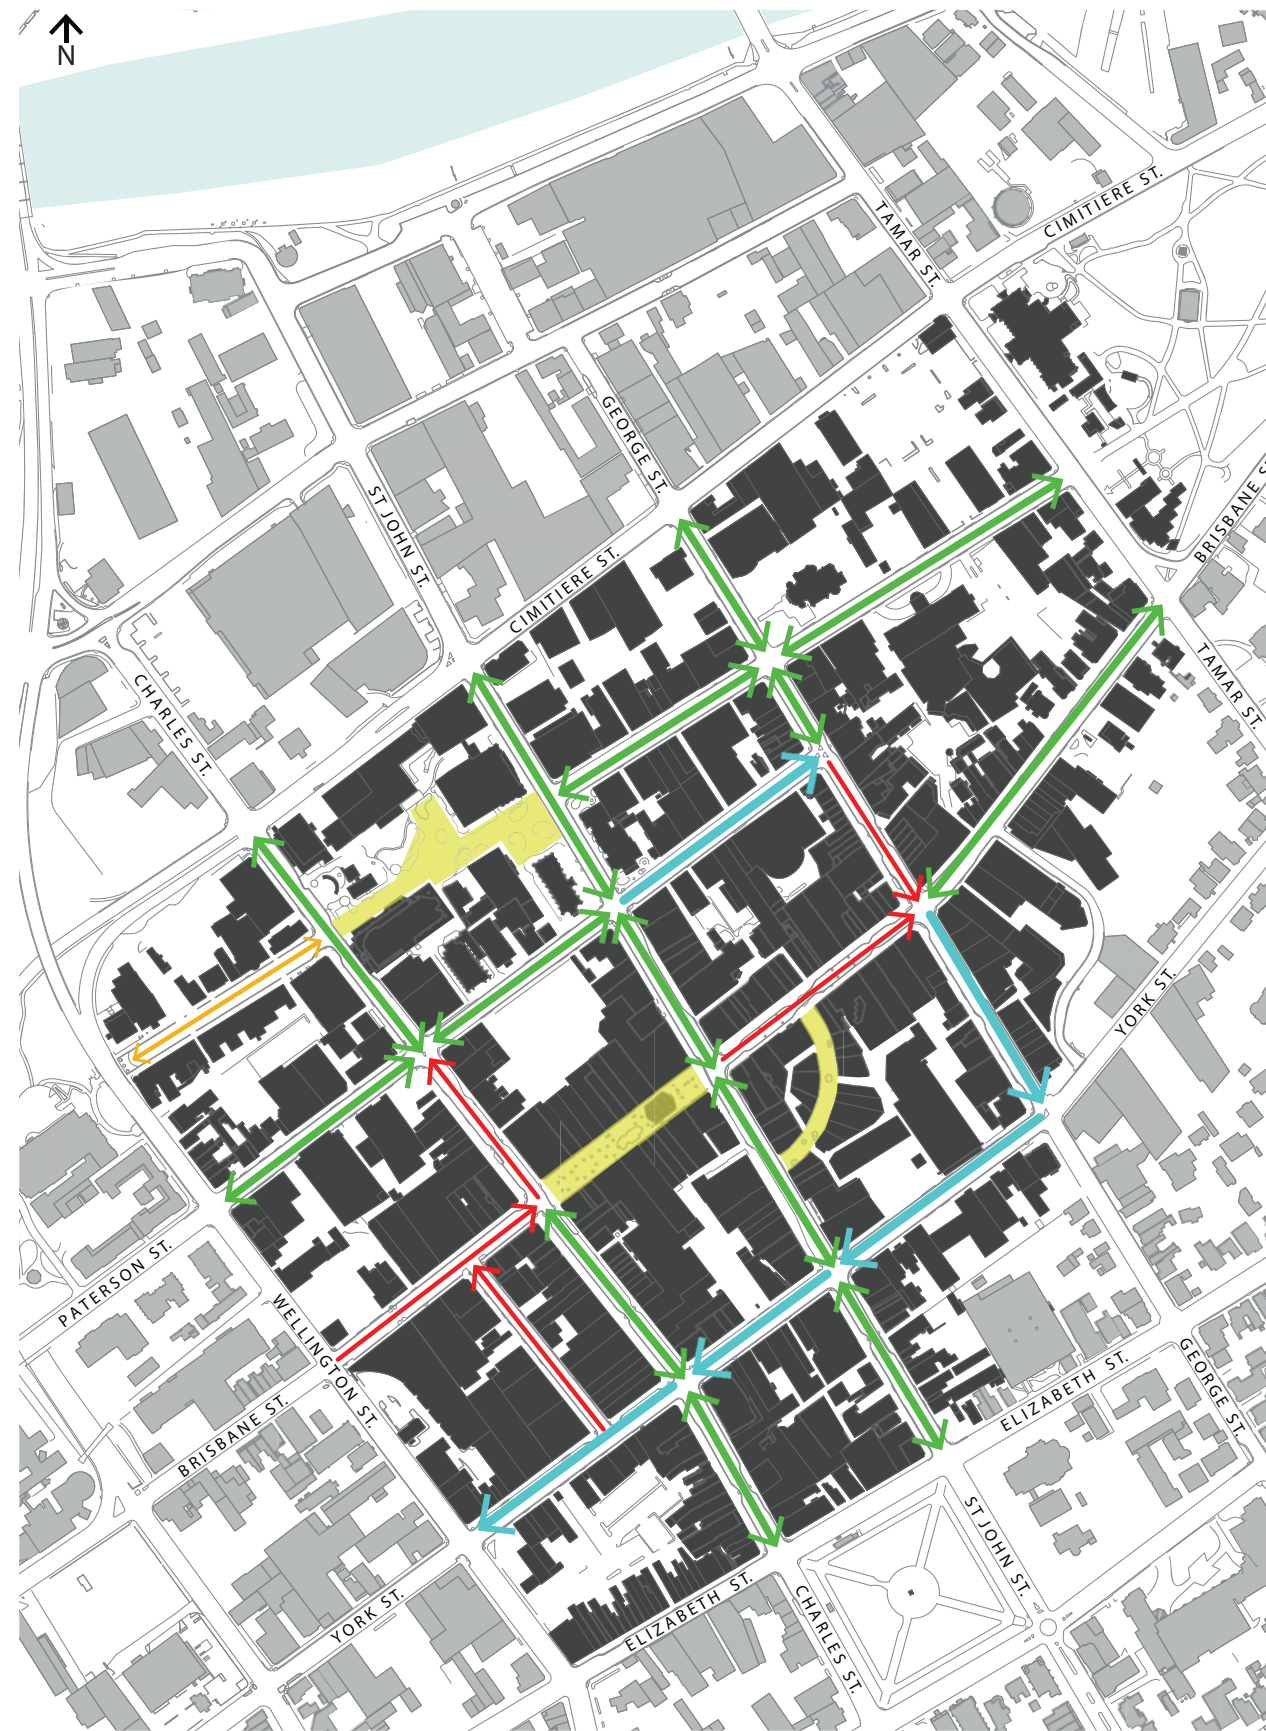 N
TAMAR ST.
CIMITIERE ST.
GEORGE ST.
BRISBANE S
ST JOHN ST.
CIMITIERE ST.
CHARLES ST.
TAMAR ST.
YORK ST.
PATERSON ST.
WELLINGTON ST.
BRISBANE ST.
GEORGE ST.
ELIZABETH ST.
ST JOHN ST.
YORK ST.
ELIZABETH ST.
CHARLES ST.